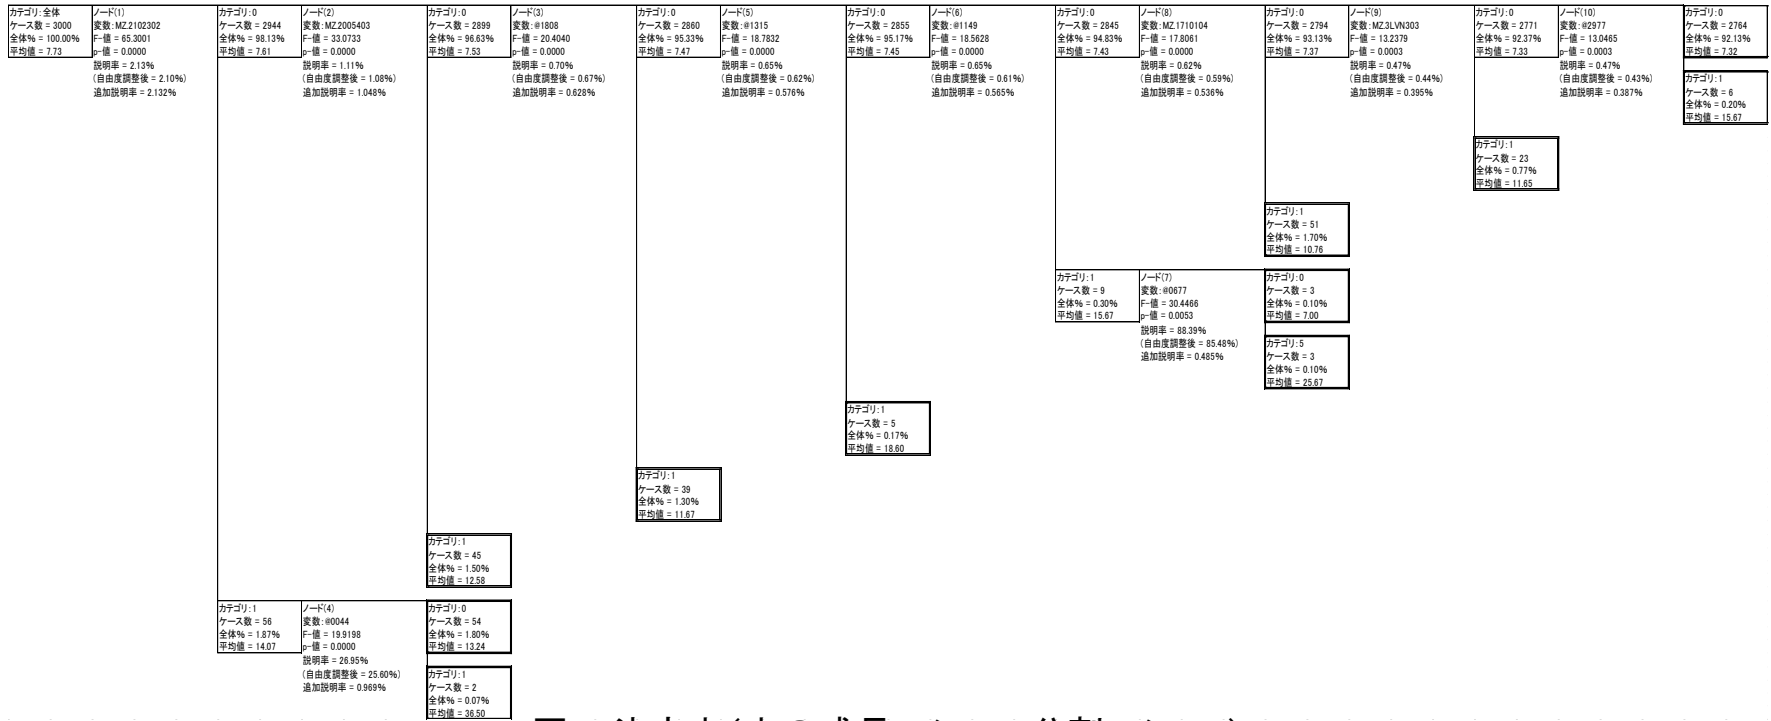 カテゴリ:全体
ケース数 = 3000
全体% = 100.00%
平均値 = 7.73
ノード(1)
変数:MZ2102302
F-値 = 65.3001
p-値 = 0.0000
説明率 = 2.13%
(自由度調整後 = 2.10%)
追加説明率 = 2.132%
カテゴリ:0
ケース数 = 2944
全体% = 98.13%
平均値 = 7.61
ノード(2)
変数:MZ2005403
F-値 = 33.0733
p-値 = 0.0000
説明率 = 1.11%
(自由度調整後 = 1.08%)
追加説明率 = 1.048%
カテゴリ:0
ケース数 = 2899
全体% = 96.63%
平均値 = 7.53
ノード(3)
変数:@1808
F-値 = 20.4040
p-値 = 0.0000
説明率 = 0.70%
(自由度調整後 = 0.67%)
追加説明率 = 0.628%
カテゴリ:0
ケース数 = 2860
全体% = 95.33%
平均値 = 7.47
ノード(5)
変数:@1315
F-値 = 18.7832
p-値 = 0.0000
説明率 = 0.65%
(自由度調整後 = 0.62%)
追加説明率 = 0.576%
カテゴリ:0
ケース数 = 2855
全体% = 95.17%
平均値 = 7.45
ノード(6)
変数:@1149
F-値 = 18.5628
p-値 = 0.0000
説明率 = 0.65%
(自由度調整後 = 0.61%)
追加説明率 = 0.565%
カテゴリ:0
ケース数 = 2845
全体% = 94.83%
平均値 = 7.43
ノード(8)
変数:MZ1710104
F-値 = 17.8061
p-値 = 0.0000
説明率 = 0.62%
(自由度調整後 = 0.59%)
追加説明率 = 0.536%
カテゴリ:0
ケース数 = 2794
全体% = 93.13%
平均値 = 7.37
ノード(9)
変数:MZ3LVN303
F-値 = 13.2379
p-値 = 0.0003
説明率 = 0.47%
(自由度調整後 = 0.44%)
追加説明率 = 0.395%
カテゴリ:0
ケース数 = 2771
全体% = 92.37%
平均値 = 7.33
ノード(10)
変数:@2977
F-値 = 13.0465
p-値 = 0.0003
説明率 = 0.47%
(自由度調整後 = 0.43%)
追加説明率 = 0.387%
カテゴリ:0
ケース数 = 2764
全体% = 92.13%
平均値 = 7.32
カテゴリ:1
ケース数 = 6
全体% = 0.20%
平均値 = 15.67
カテゴリ:1
ケース数 = 23
全体% = 0.77%
平均値 = 11.65
カテゴリ:1
ケース数 = 51
全体% = 1.70%
平均値 = 10.76
カテゴリ:1
ケース数 = 9
全体% = 0.30%
平均値 = 15.67
ノード(7)
変数:@0677
F-値 = 30.4466
p-値 = 0.0053
説明率 = 88.39%
(自由度調整後 = 85.48%)
追加説明率 = 0.485%
カテゴリ:0
ケース数 = 3
全体% = 0.10%
平均値 = 7.00
カテゴリ:5
ケース数 = 3
全体% = 0.10%
平均値 = 25.67
カテゴリ:1
ケース数 = 5
全体% = 0.17%
平均値 = 18.60
カテゴリ:1
ケース数 = 39
全体% = 1.30%
平均値 = 11.67
カテゴリ:1
ケース数 = 45
全体% = 1.50%
平均値 = 12.58
カテゴリ:1
ケース数 = 56
全体% = 1.87%
平均値 = 14.07
ノード(4)
変数:@0044
F-値 = 19.9198
p-値 = 0.0000
説明率 = 26.95%
(自由度調整後 = 25.60%)
追加説明率 = 0.969%
カテゴリ:0
ケース数 = 54
全体% = 1.80%
平均値 = 13.24
カテゴリ:1
ケース数 = 2
全体% = 0.07%
平均値 = 36.50